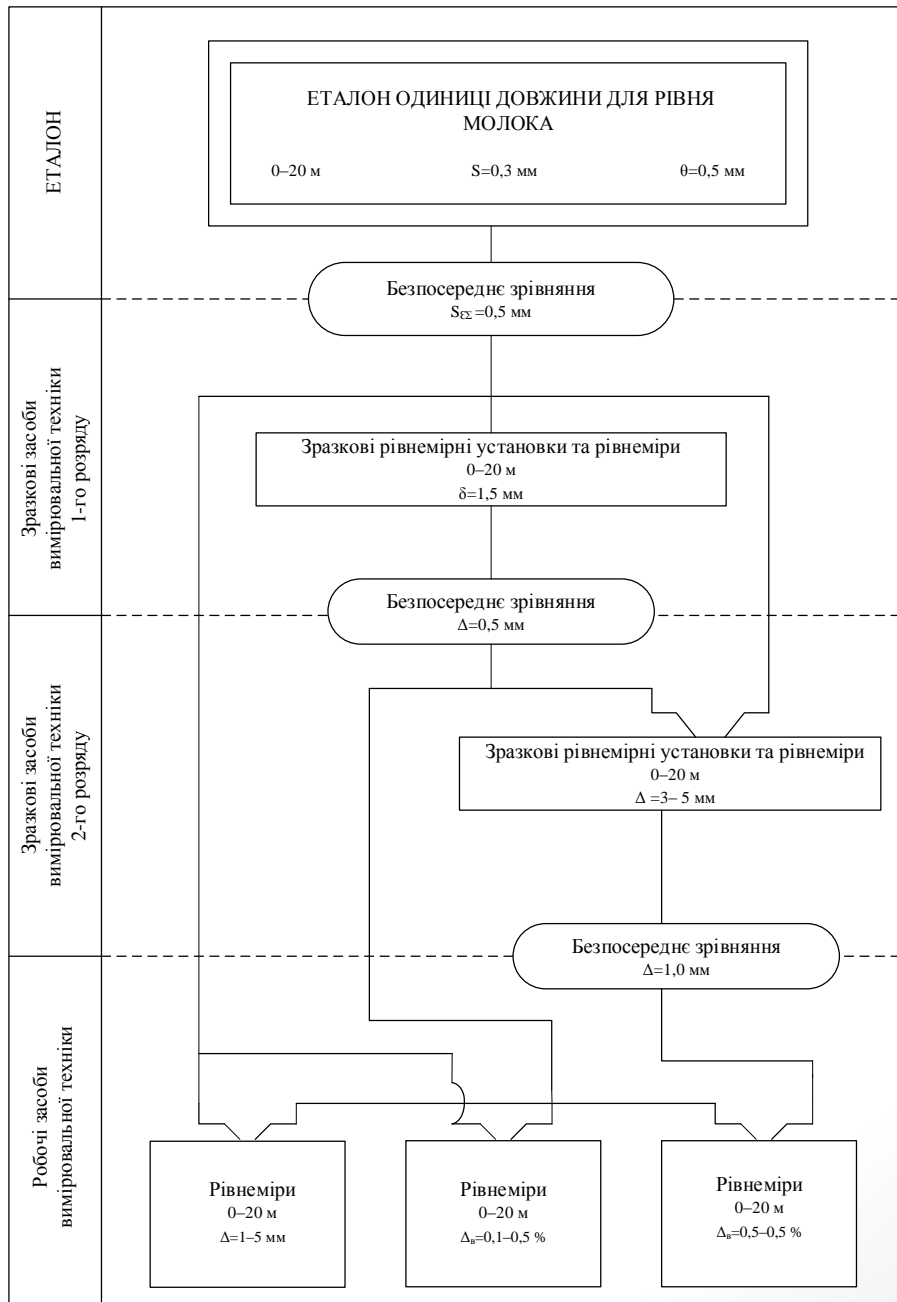 ЕТАЛОН
ЕТАЛОН ОДИНИЦІ ДОВЖИНИ ДЛЯ РІВНЯ
МОЛОКА
0–20 м S=0,3 мм θ=0,5 мм
Безпосереднє зрівняння
SƐΣ =0,5 мм
Зразкові засоби
вимірювальної техніки
1-го розряду
Зразкові рівнемірні установки та рівнеміри
0–20 м
δ=1,5 мм
Безпосереднє зрівняння
Δ=0,5 мм
Зразкові засоби
вимірювальної техніки
2-го розряду
Зразкові рівнемірні установки та рівнеміри
0–20 м
Δ =3– 5 мм
Безпосереднє зрівняння
Δ=1,0 мм
Робочі засоби
вимірювальної техніки
Рівнеміри
0–20 м
Δ=1–5 мм
Рівнеміри
0–20 м
Δв=0,1–0,5 %
Рівнеміри
0–20 м
Δв=0,5–0,5 %